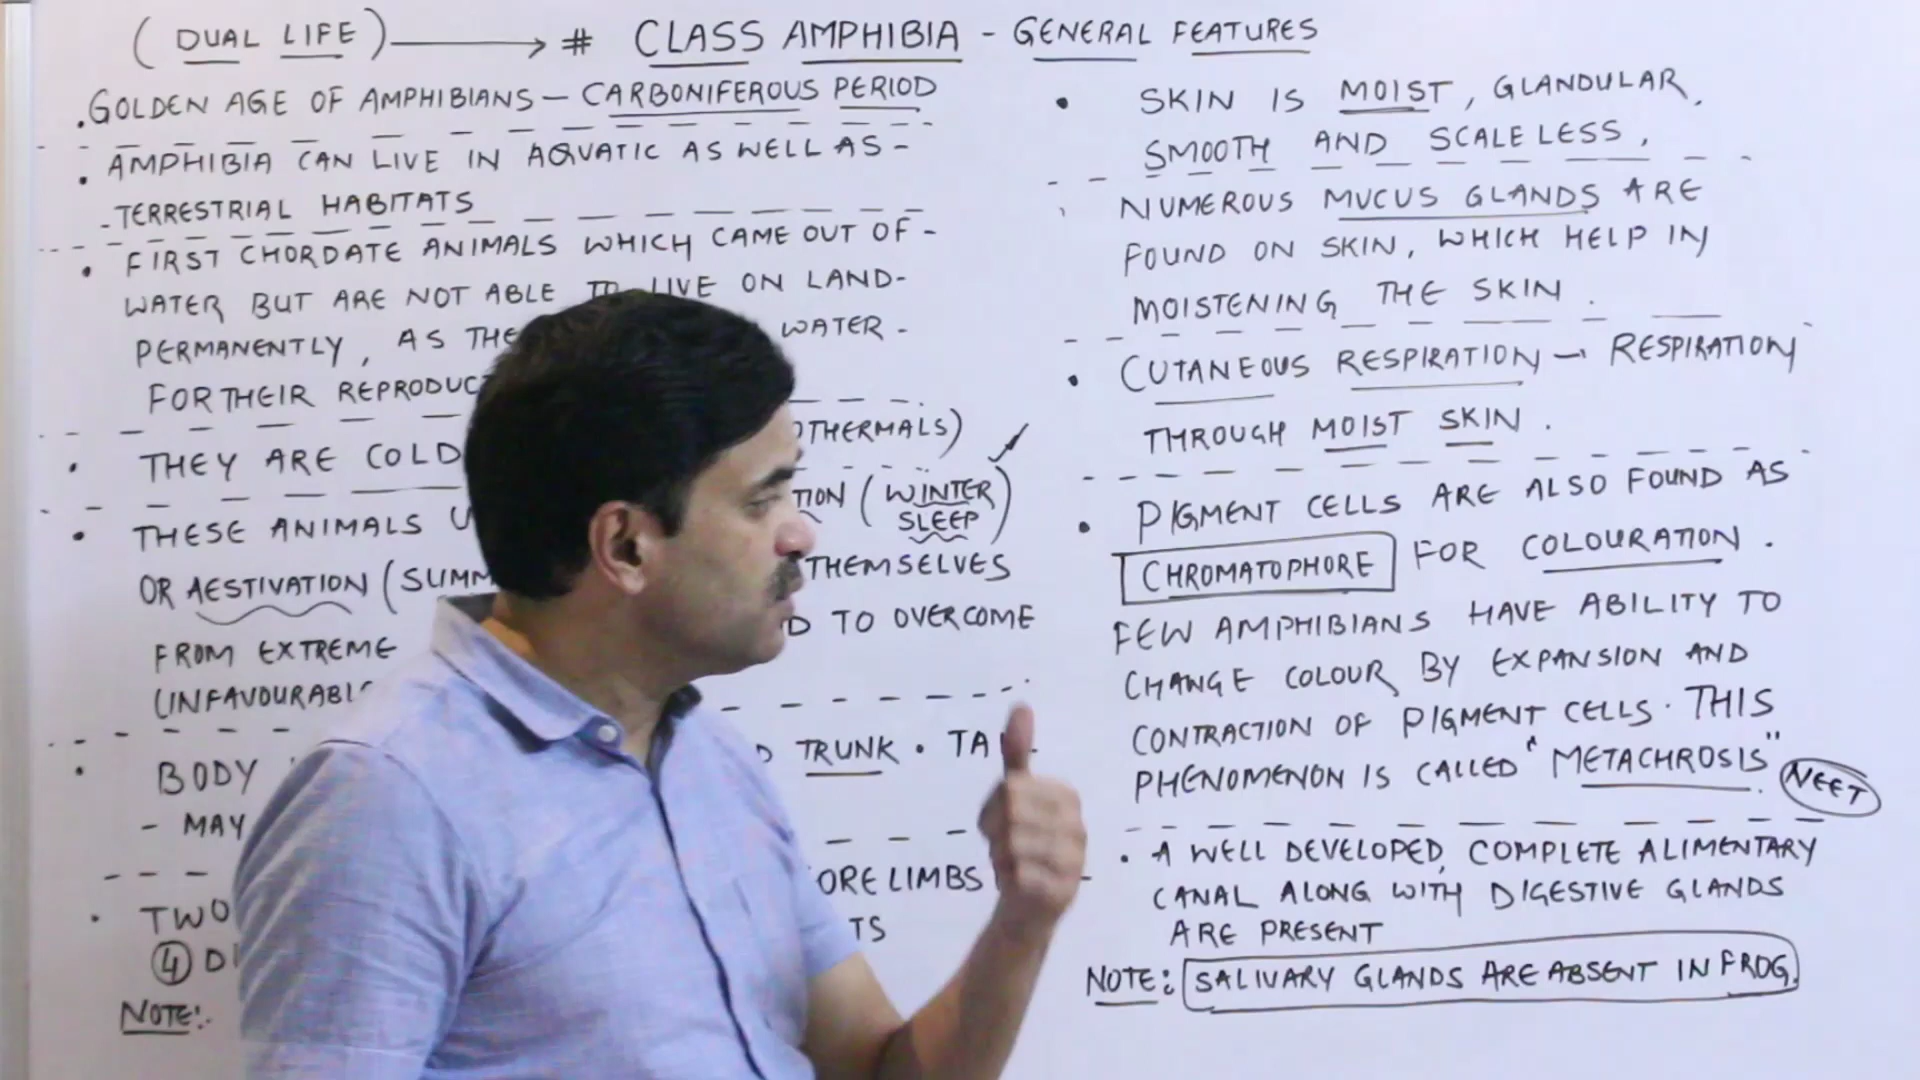 (DUAL LIFE) → # CLASS AMPHIBIA - GENERAL FEATURES
. GOLDEN AGE OF AMPHIBIANS - CARBONIFEROUS PERIOD
. AMPHIBIA CAN LIVE IN AQUATIC AS WELL AS -
- TERRESTRIAL HABITATS
• FIRST CHORDATE ANIMALS WHICH CAME OUT OF -
WATER BUT ARE NOT ABLE TO LIVE ON LAND-
PERMANENTLY, AS THE WATER -
FOR THEIR REPRODUC
• THEY ARE COLD OTHERMALS)
• THESE ANIMALS U TION (WINTER
SLEEP)
OR AESTIVATION (SUMM THEMSELVES
FROM EXTREME D TO OVERCOME
(UNFAVOURABL
• BODY D TRUNK • TA
- MAY
• TWO ORE LIMBS
④ D TS
NOTE:
• SKIN IS MOIST, GLANDULAR,
SMOOTH AND SCALELESS,
NUMEROUS MUCUS GLANDS ARE
FOUND ON SKIN, WHICH HELP IN
MOISTENING THE SKIN.
• CUTANEOUS RESPIRATION → RESPIRATION
THROUGH MOIST SKIN.
• PIGMENT CELLS ARE ALSO FOUND AS
CHROMATOPHORE FOR COLOURATION.
FEW AMPHIBIANS HAVE ABILITY TO
CHANGE COLOUR BY EXPANSION AND
CONTRACTION OF PIGMENT CELLS. THIS
PHENOMENON IS CALLED "METACHROSIS" NEET
• A WELL DEVELOPED, COMPLETE ALIMENTARY
CANAL ALONG WITH DIGESTIVE GLANDS
ARE PRESENT
NOTE: SALIVARY GLANDS ARE ABSENT IN FROG.